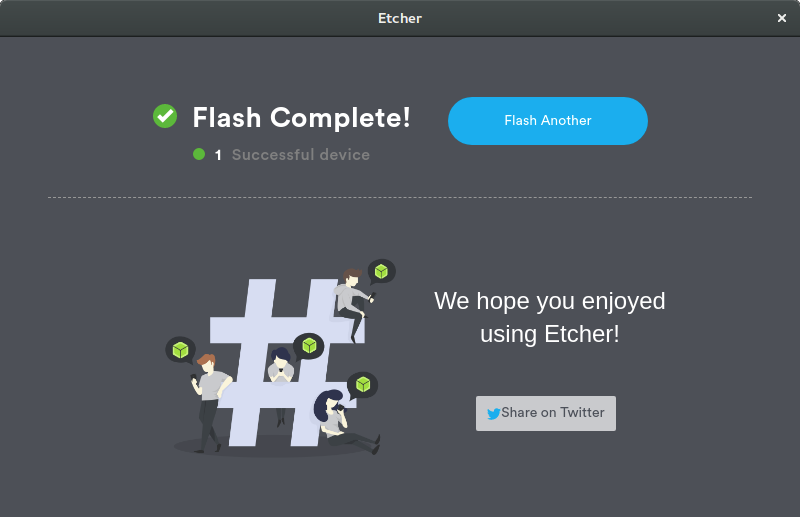 Etcher
Flash Complete!
Flash Another
1 Successful device
We hope you enjoyed
using Etcher!
Share on Twitter